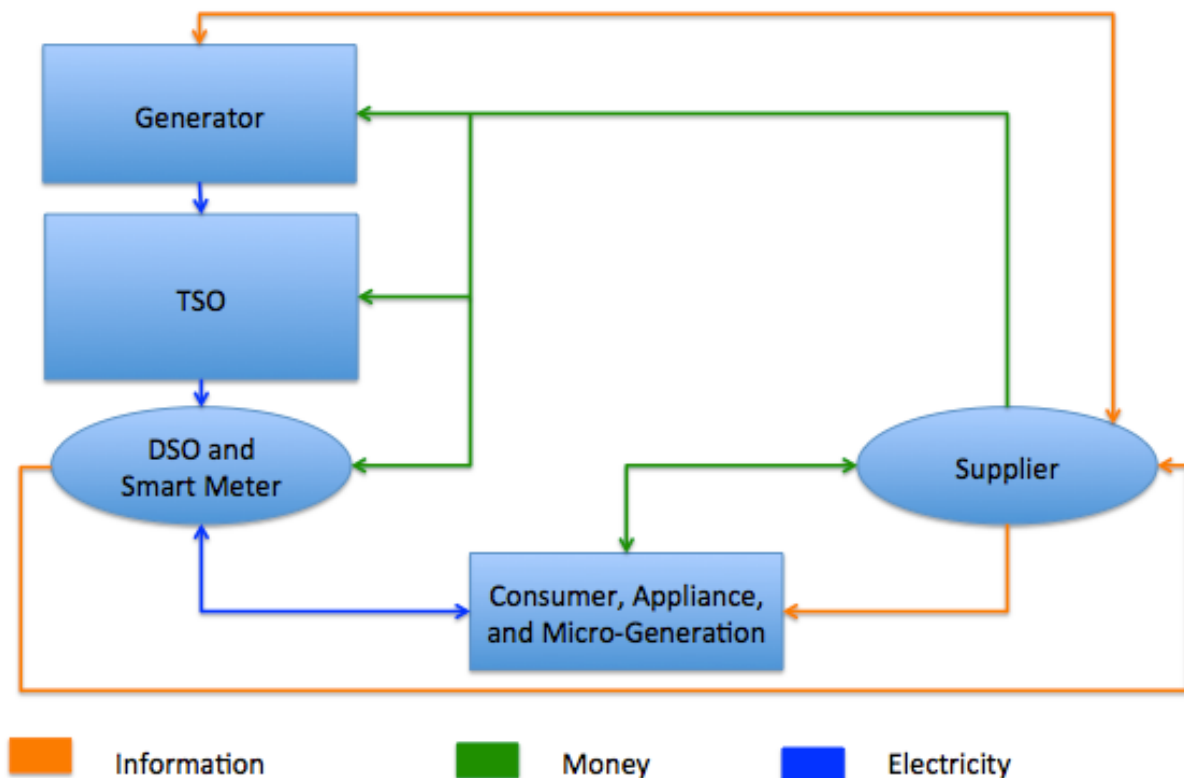 Generator
TSO
DSO and
Smart Meter
Supplier
Consumer, Appliance,
and Micro-Generation
Information
Money
Electricity